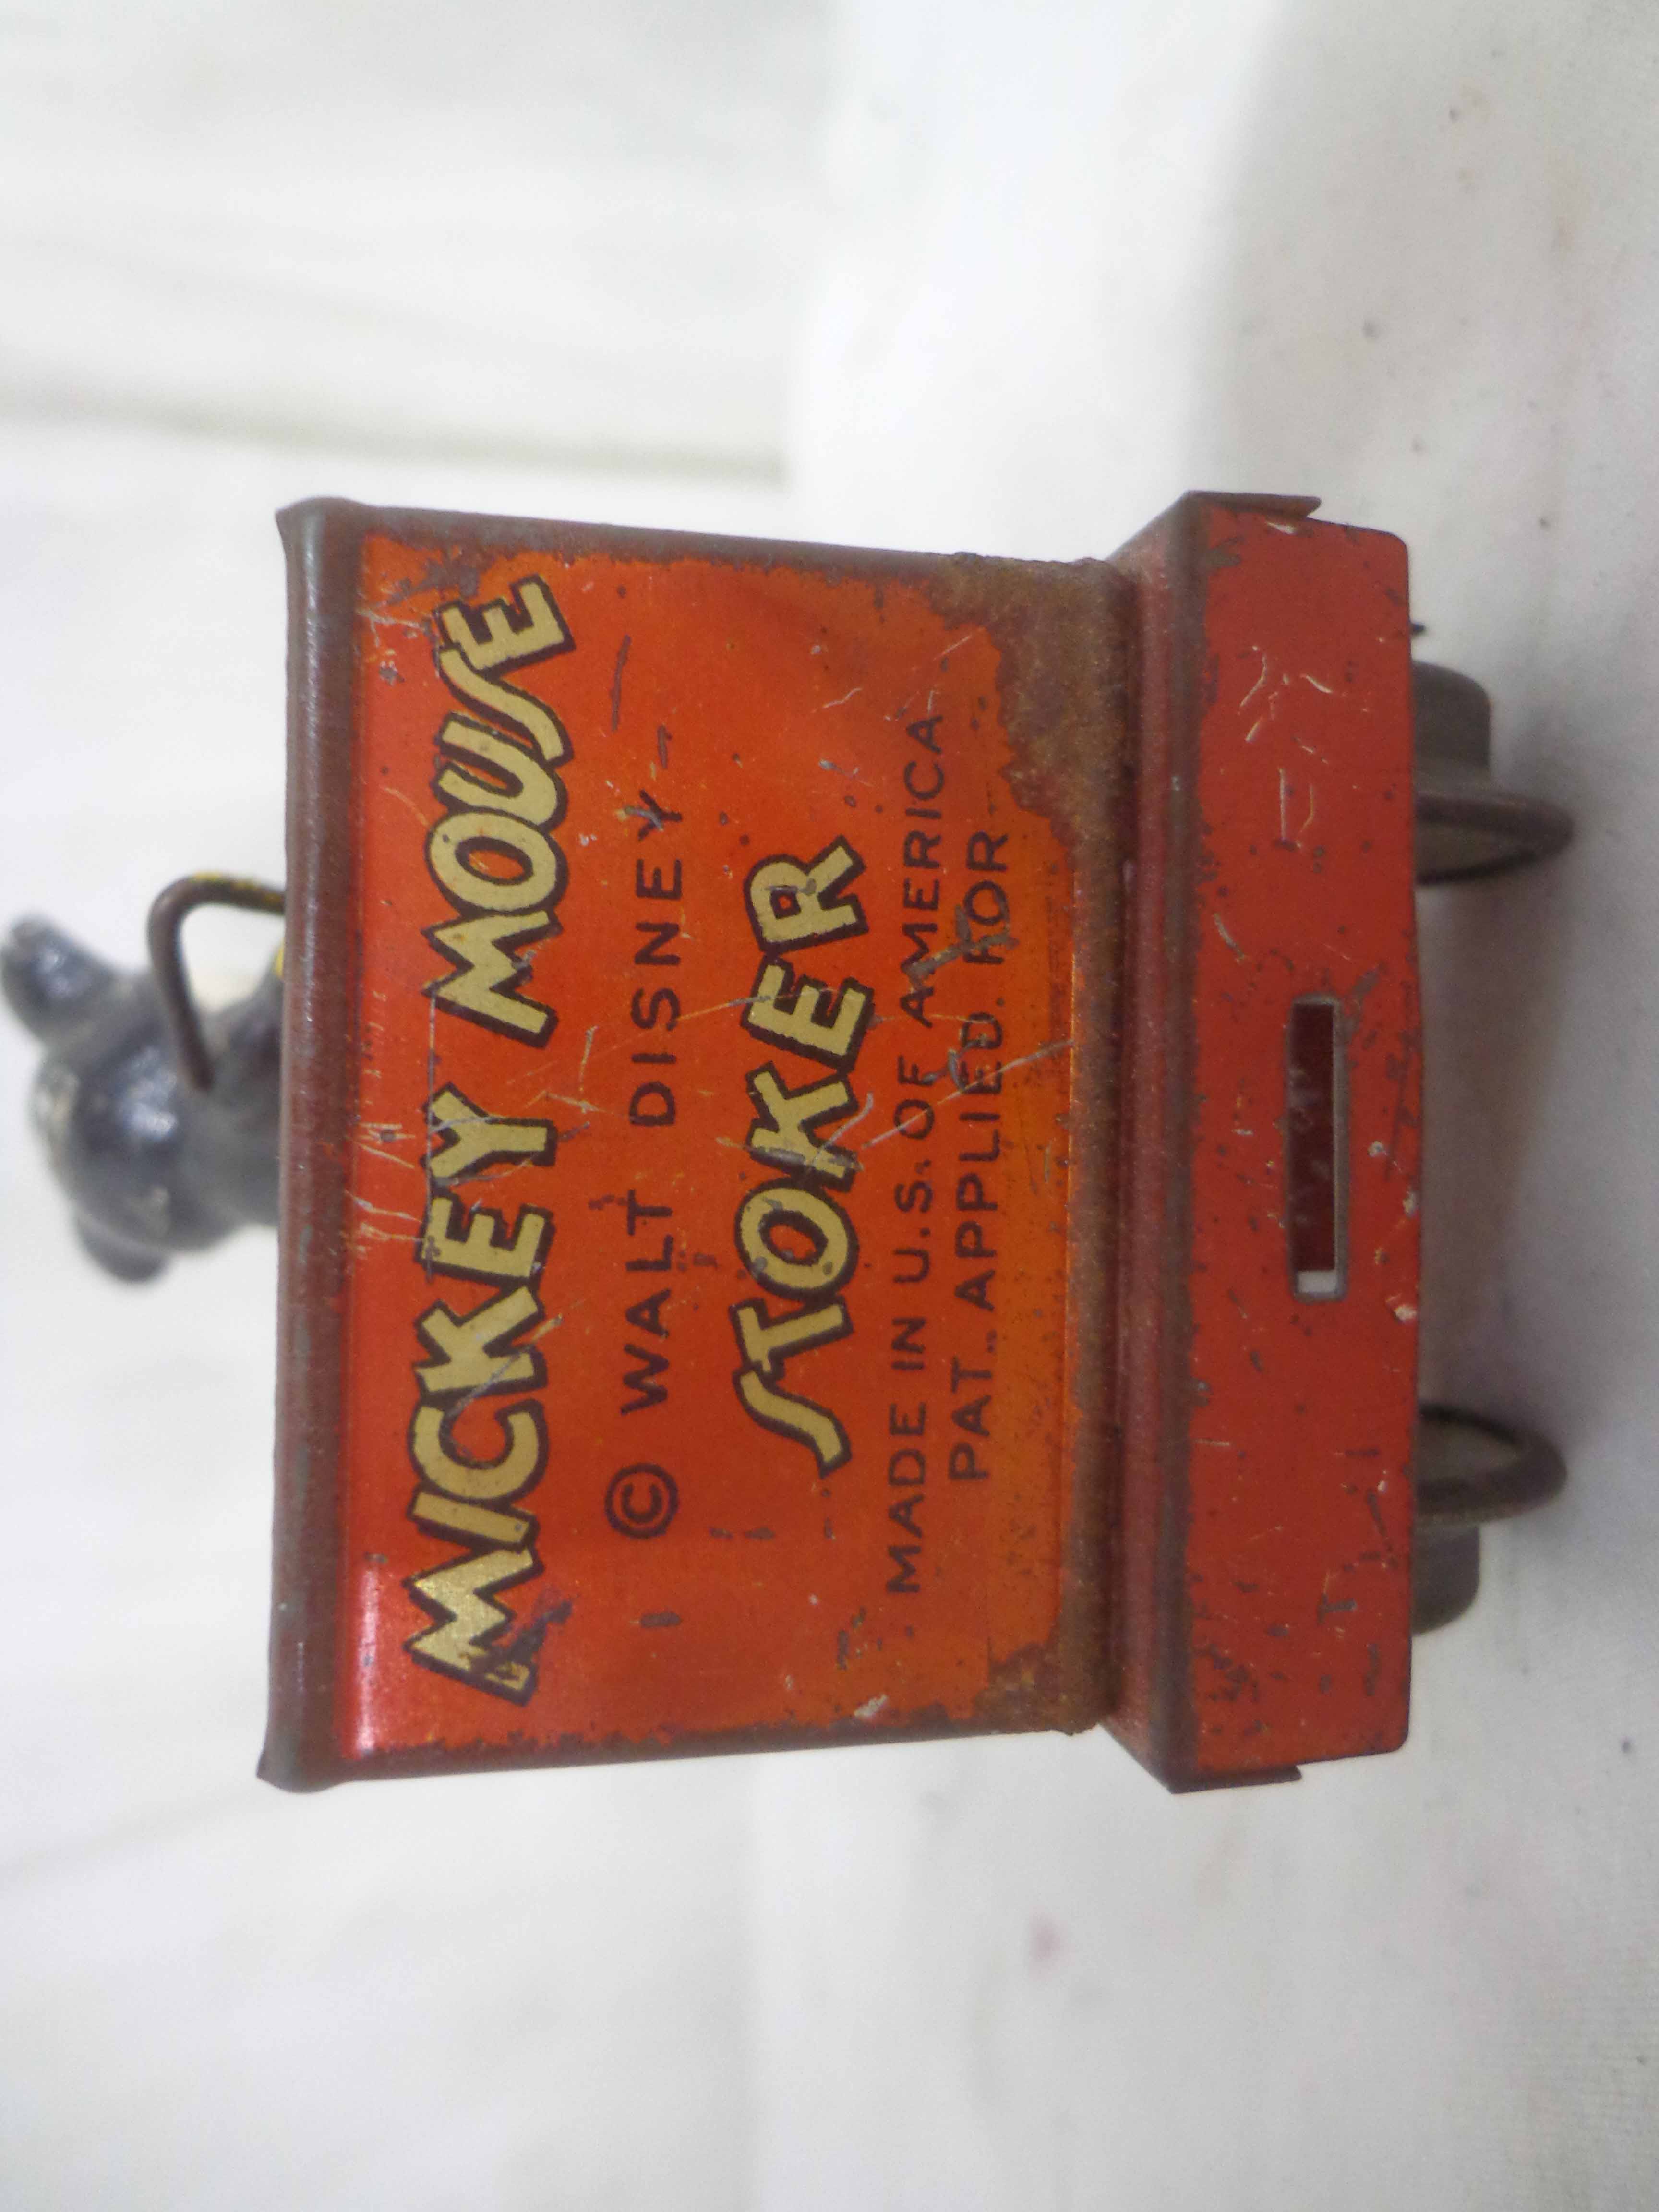 MICKEY MOUSE
© WALT DISNEY
STOKER
MADE IN U.S. OF AMERICA
PAT.. APPLIED. FOR